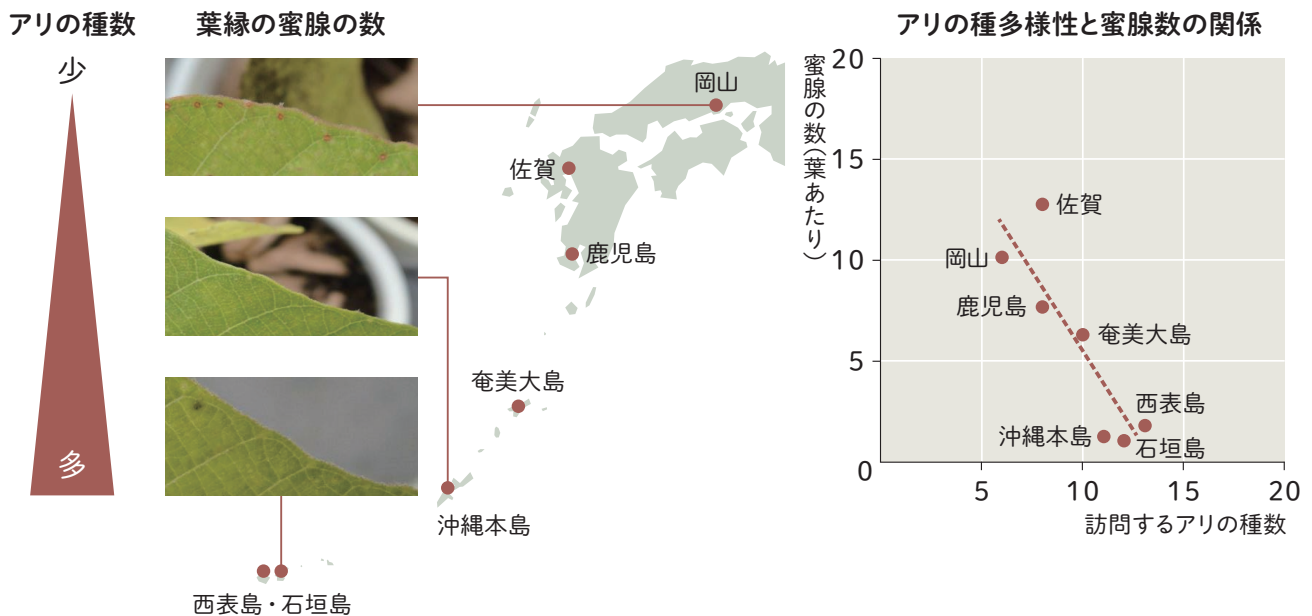 アリの種数
少
多
葉縁の蜜腺の数
岡山
佐賀
鹿児島
奄美大島
沖縄本島
西表島・石垣島
アリの種多様性と蜜腺数の関係
蜜腺の数(葉あたり)
20
15
10
5
0
佐賀
岡山
鹿児島
奄美大島
西表島
沖縄本島
石垣島
5 10 15 20
訪問するアリの種数